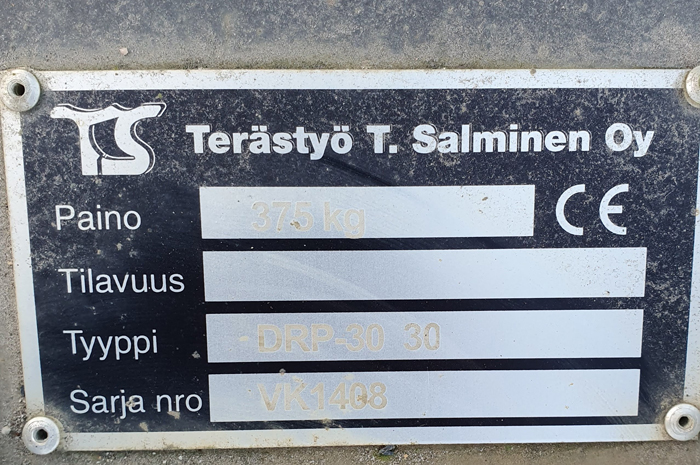 TS Terästyö T. Salminen Oy
Paino 375 kg CE
Tilavuus
Tyyppi DRP-30 30
Sarja nro VK1408